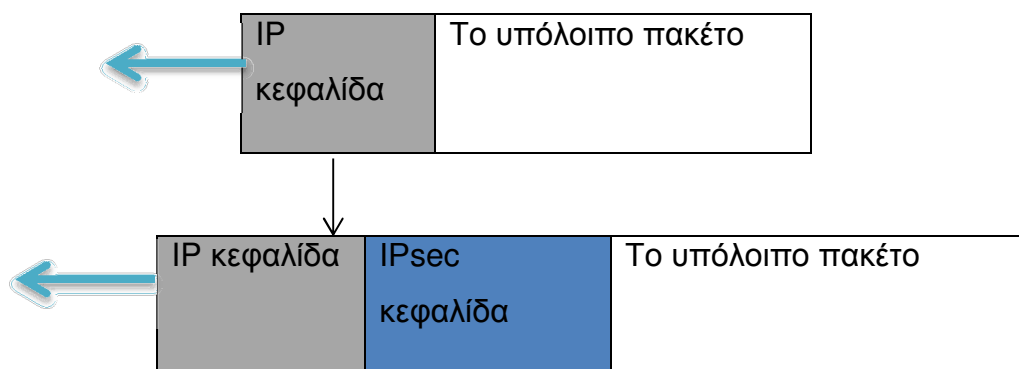 IP
κεφαλίδα
Το υπόλοιπο πακέτο
IP κεφαλίδα
IPsec
κεφαλίδα
Το υπόλοιπο πακέτο